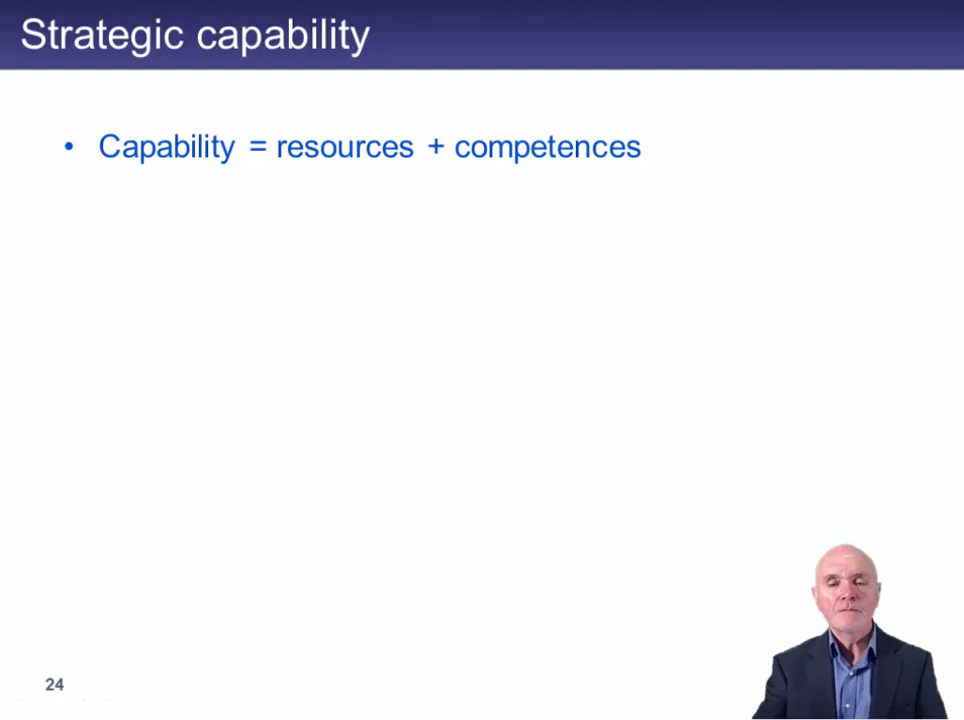 Strategic capability
• Capability = resources + competences
24